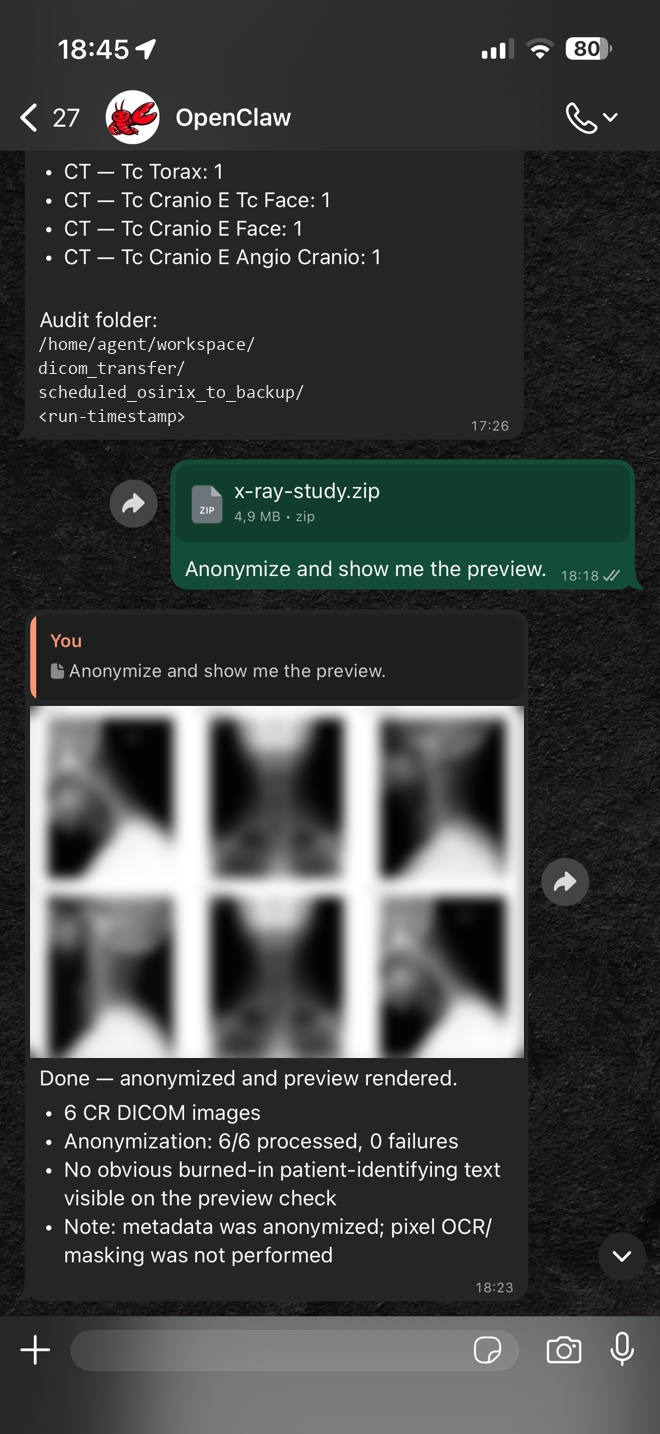 18:45
80
27
OpenClaw
• CT — Tc Torax: 1
• CT — Tc Cranio E Tc Face: 1
• CT — Tc Cranio E Face: 1
• CT — Tc Cranio E Angio Cranio: 1
Audit folder:
/home/agent/workspace/
dicom_transfer/
scheduled_osirix_to_backup/
<run-timestamp>
17:26
x-ray-study.zip
ZIP
4,9 MB • zip
Anonymize and show me the preview.
18:18
You
Anonymize and show me the preview.
Done — anonymized and preview rendered.
• 6 CR DICOM images
• Anonymization: 6/6 processed, 0 failures
• No obvious burned-in patient-identifying text
visible on the preview check
• Note: metadata was anonymized; pixel OCR/
masking was not performed
18:23